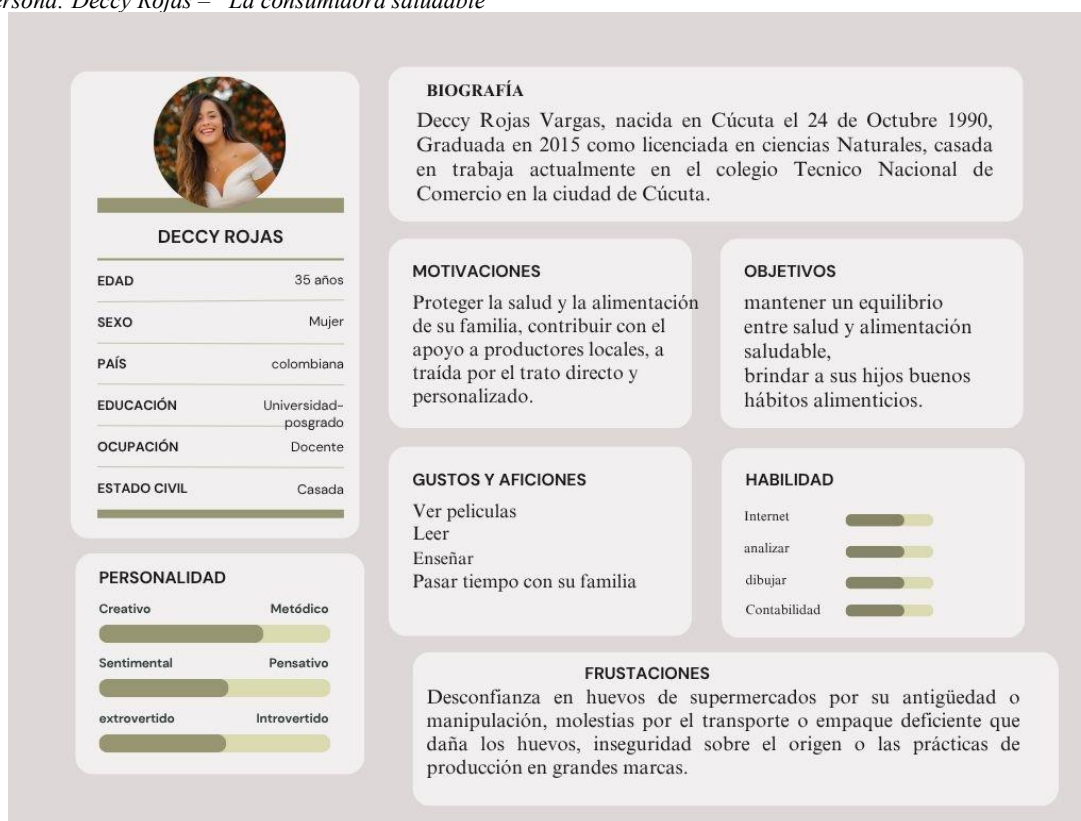 ersona: Deccy Rojas – "La consumidora saludable"
DECCY ROJAS
EDAD 35 años
SEXO Mujer
PAÍS colombiana
EDUCACIÓN Universidad-
posgrado
OCUPACIÓN Docente
ESTADO CIVIL Casada
PERSONALIDAD
Creativo Metódico
Sentimental Pensativo
extrovertido Introvertido
BIOGRAFÍA
Deccy Rojas Vargas, nacida en Cúcuta el 24 de Octubre 1990,
Graduada en 2015 como licenciada en ciencias Naturales, casada
en trabaja actualmente en el colegio Tecnico Nacional de
Comercio en la ciudad de Cúcuta.
MOTIVACIONES
Proteger la salud y la alimentación
de su familia, contribuir con el
apoyo a productores locales, a
traída por el trato directo y
personalizado.
OBJETIVOS
mantener un equilibrio
entre salud y alimentación
saludable,
brindar a sus hijos buenos
hábitos alimenticios.
GUSTOS Y AFICIONES
Ver peliculas
Leer
Enseñar
Pasar tiempo con su familia
HABILIDAD
Internet
analizar
dibujar
Contabilidad
FRUSTACIONES
Desconfianza en huevos de supermercados por su antigüedad o
manipulación, molestias por el transporte o empaque deficiente que
daña los huevos, inseguridad sobre el origen o las prácticas de
producción en grandes marcas.